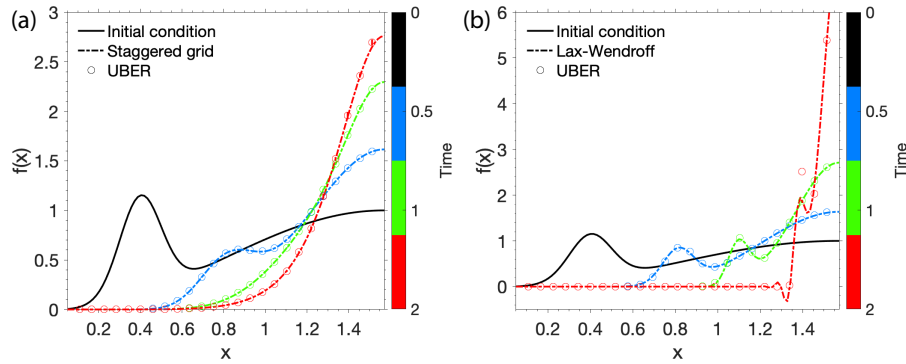 (a)
Initial condition
Staggered grid
UBER
f(x)
3
2.5
2
1.5
1
0.5
0
0.2 0.4 0.6 0.8 1 1.2 1.4
x
0
0.5
1
2
Time
(b)
Initial condition
Lax-Wendroff
UBER
f(x)
6
5
4
3
2
1
0
0.2 0.4 0.6 0.8 1 1.2 1.4
x
0
0.5
1
2
Time